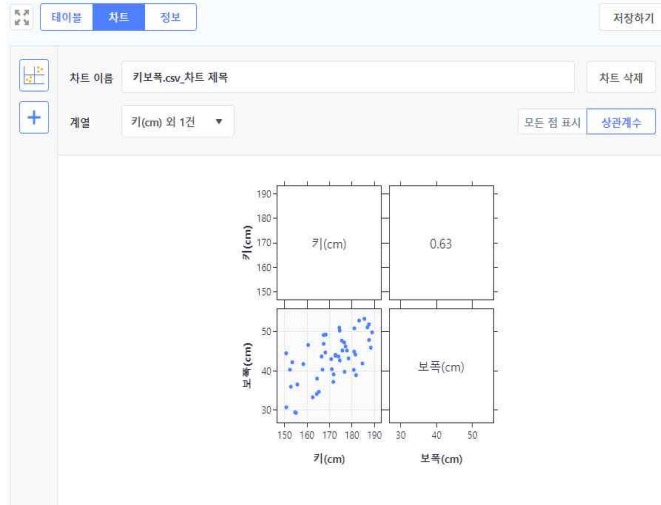 테이블 차트 정보 저장하기
차트 이름 키보폭.csv_차트 제목 차트 삭제
계열 키(cm) 외 1건 ▼ 모든 점 표시 상관계수
190
180
키(cm) 170 키(cm) 0.63
160
150
50
보폭(cm) 40 보폭(cm)
30
150 160 170 180 190 30 40 50
키(cm) 보폭(cm)